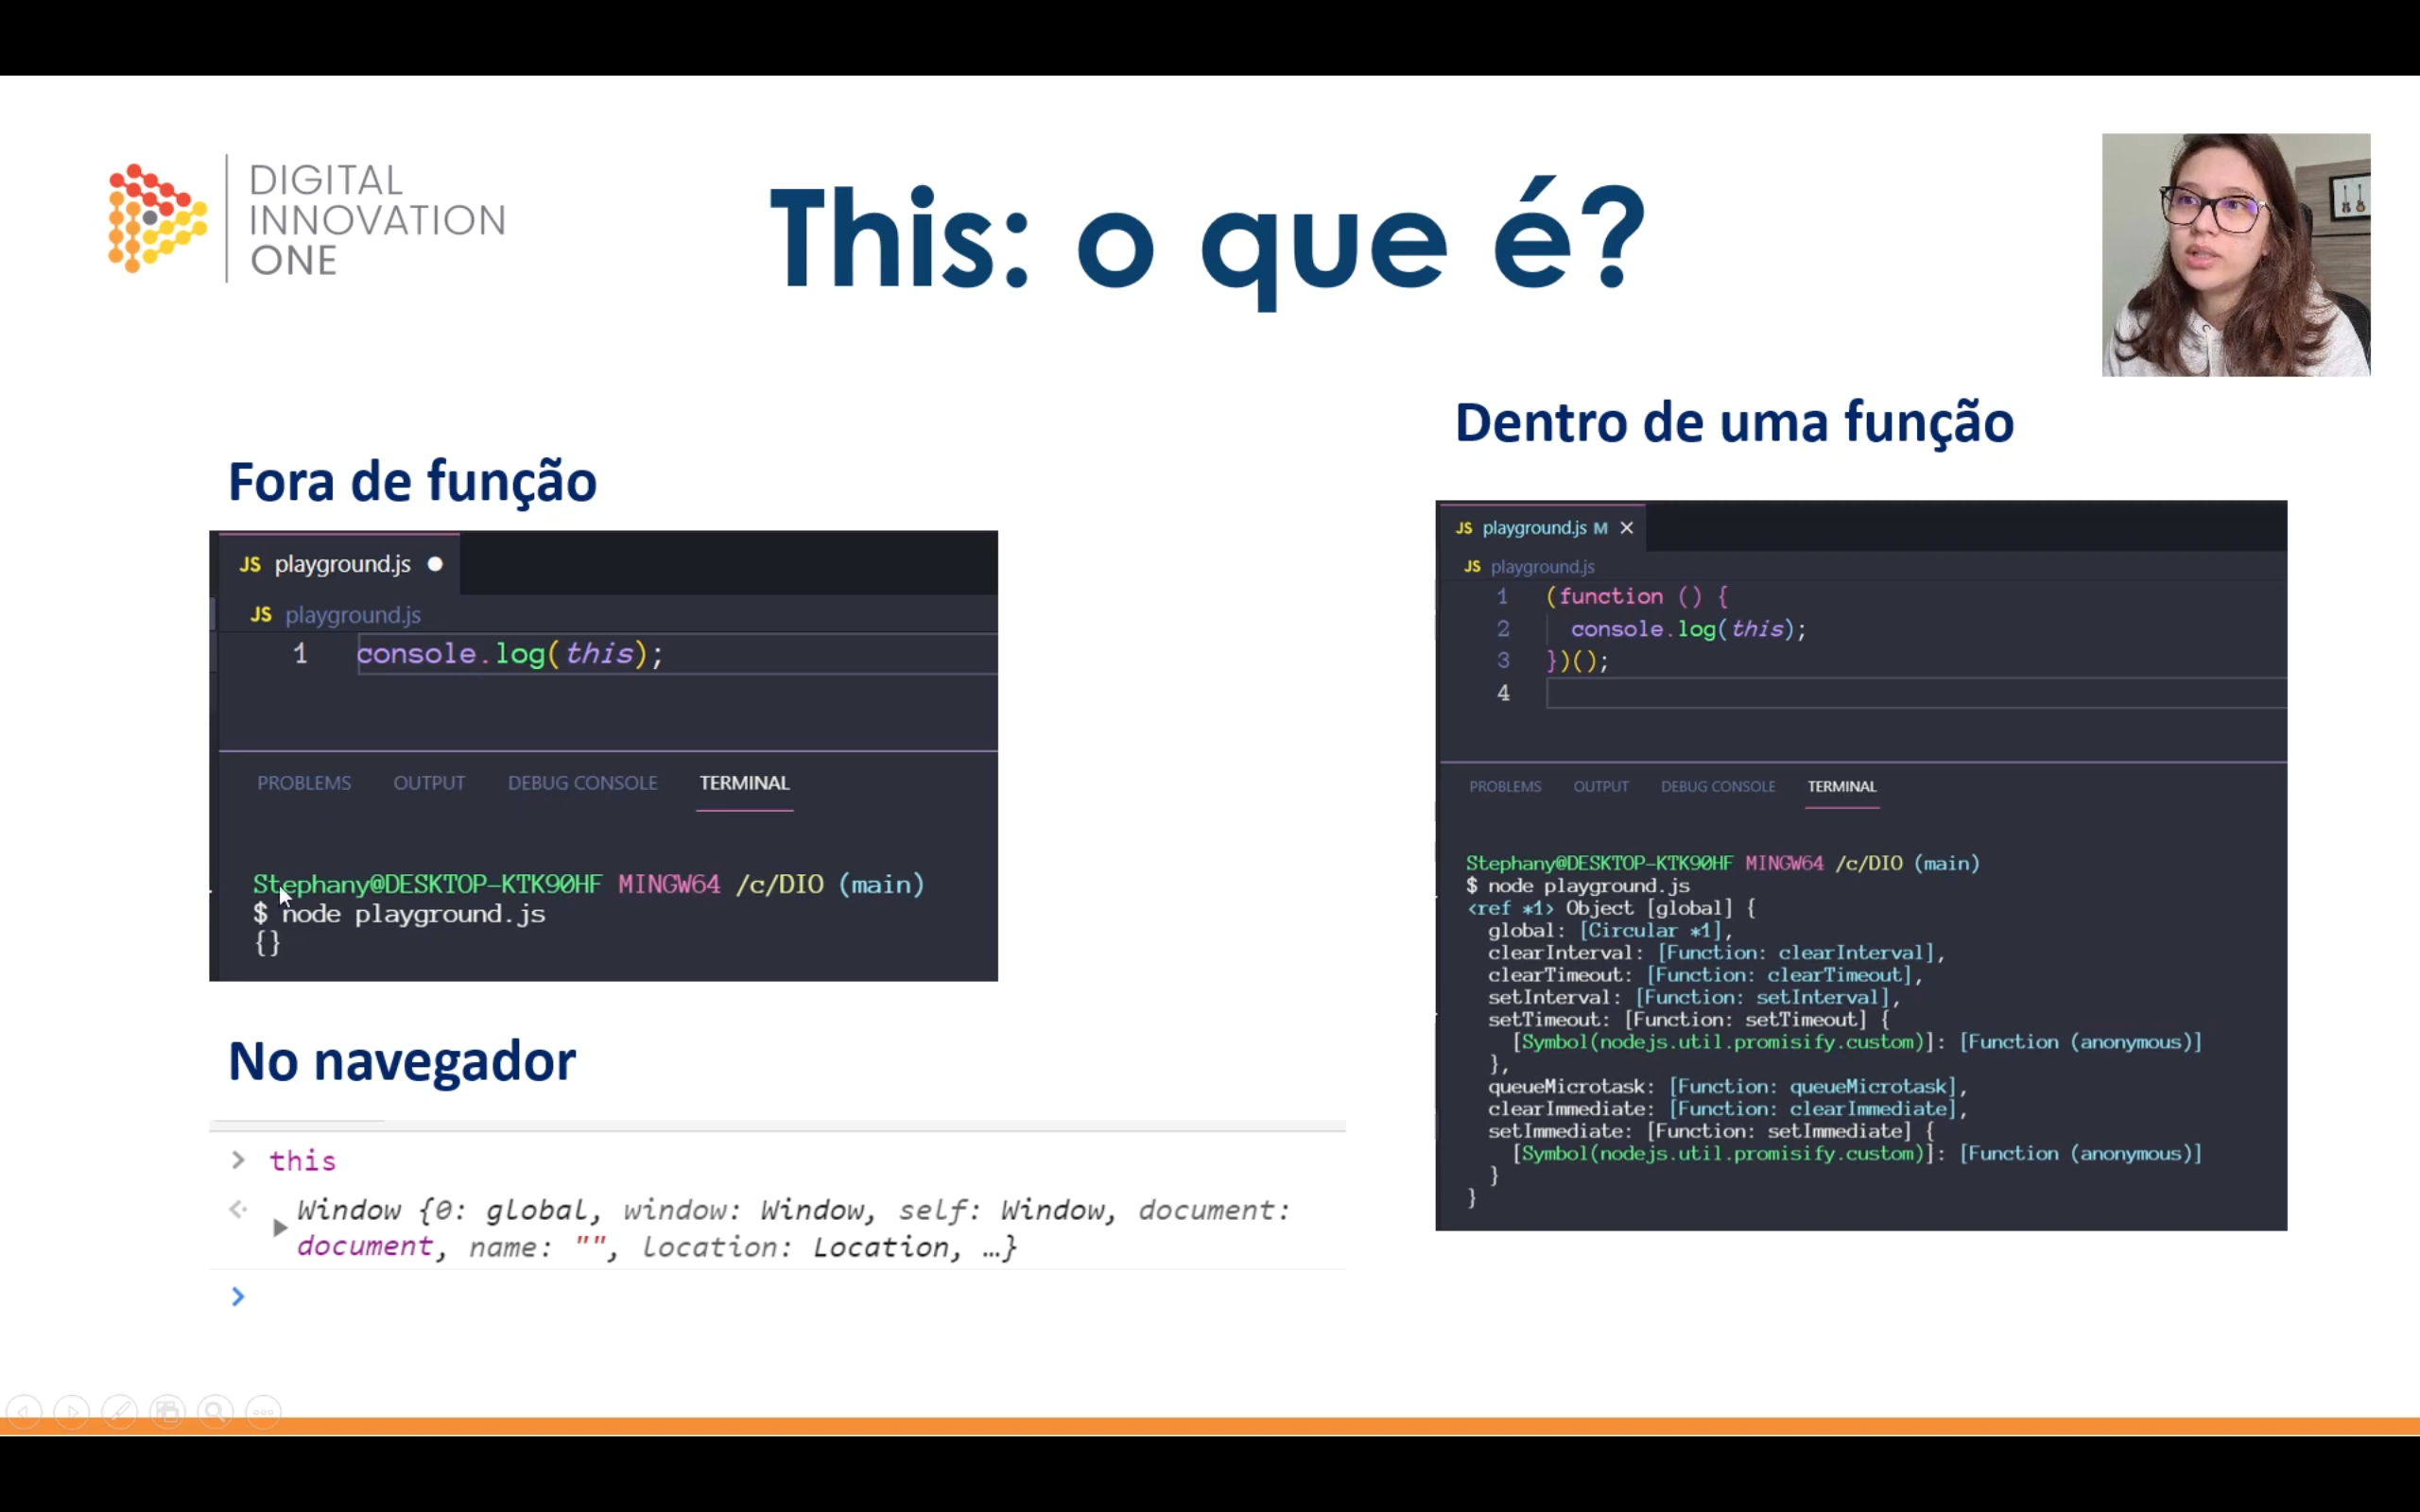 DIGITAL
INNOVATION
ONE
This: o que é?
Fora de função
JS playground.js
JS playground.js
1 console.log(this);
PROBLEMS OUTPUT DEBUG CONSOLE TERMINAL
Stephany@DESKTOP-KTK90HF MINGW64 /c/DIO (main)
$ node playground.js
{}
No navegador
> this
Window {0: global, window: Window, self: Window, document:
document, name: "", location: Location, …}
>
Dentro de uma função
JS playground.js M
JS playground.js
1 (function () {
2 console.log(this);
3 })();
4
PROBLEMS OUTPUT DEBUG CONSOLE TERMINAL
Stephany@DESKTOP-KTK90HF MINGW64 /c/DIO (main)
$ node playground.js
<ref *1> Object [global] {
global: [Circular *1],
clearInterval: [Function: clearInterval],
clearTimeout: [Function: clearTimeout],
setInterval: [Function: setInterval],
setTimeout: [Function: setTimeout] {
[Symbol(nodejs.util.promisify.custom)]: [Function (anonymous)]
},
queueMicrotask: [Function: queueMicrotask],
clearImmediate: [Function: clearImmediate],
setImmediate: [Function: setImmediate] {
[Symbol(nodejs.util.promisify.custom)]: [Function (anonymous)]
}
}